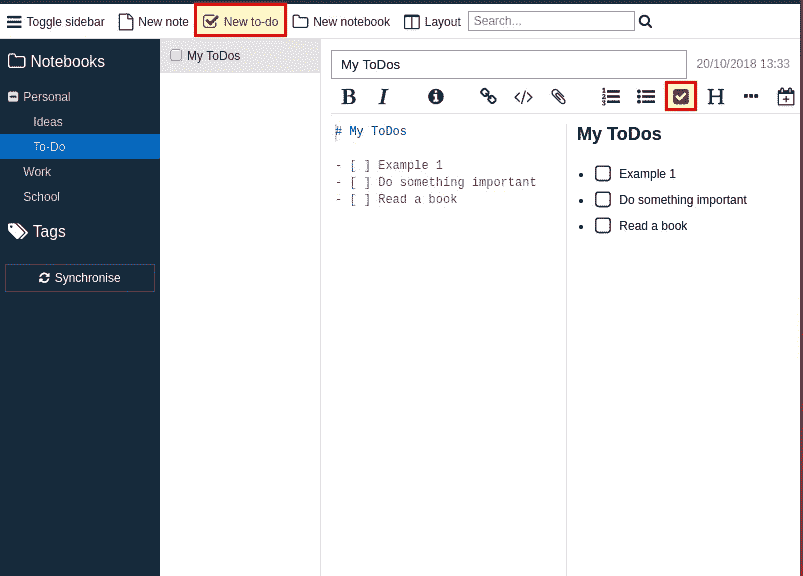 Toggle sidebar New note New to-do New notebook Layout Search...
Notebooks
Personal
Ideas
To-Do
Work
School
Tags
Synchronise
My ToDos
My ToDos 20/10/2018 13:33
B I </> H
# My ToDos
- [ ] Example 1
- [ ] Do something important
- [ ] Read a book
My ToDos
Example 1
Do something important
Read a book